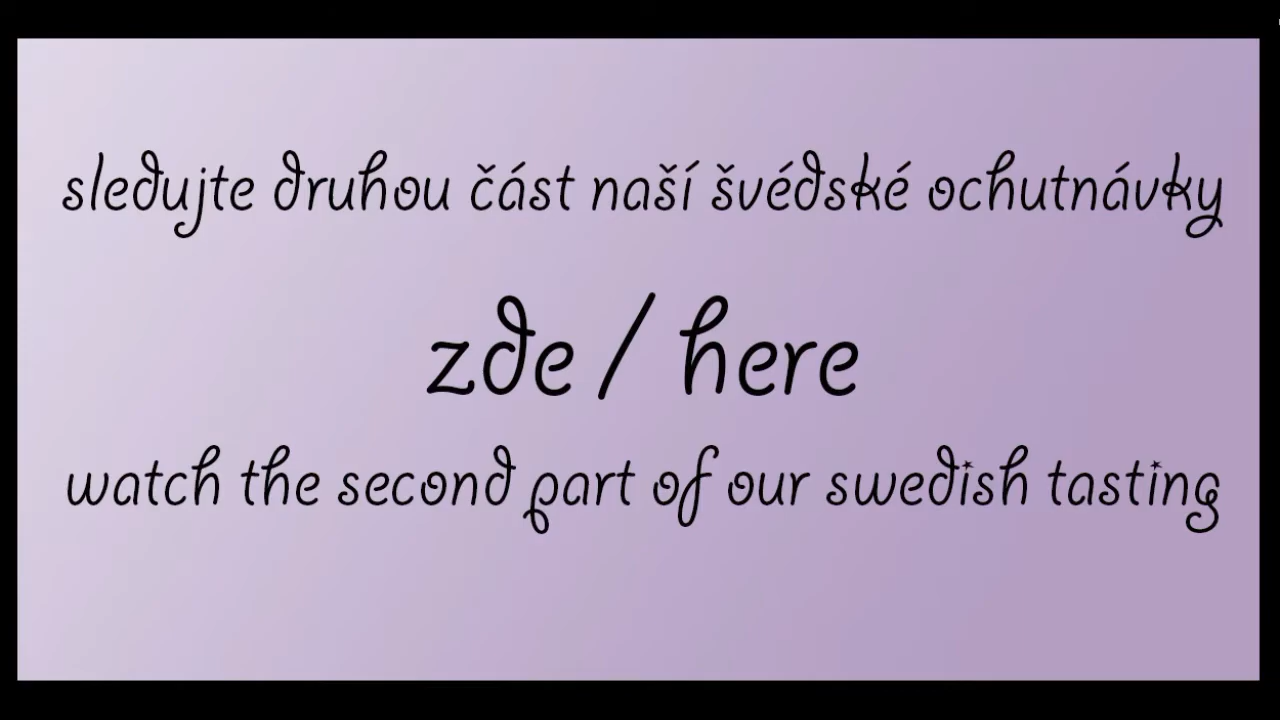 sledujte druhou část naší švédské ochutnávky
zde / here
watch the second part of our swedish tasting